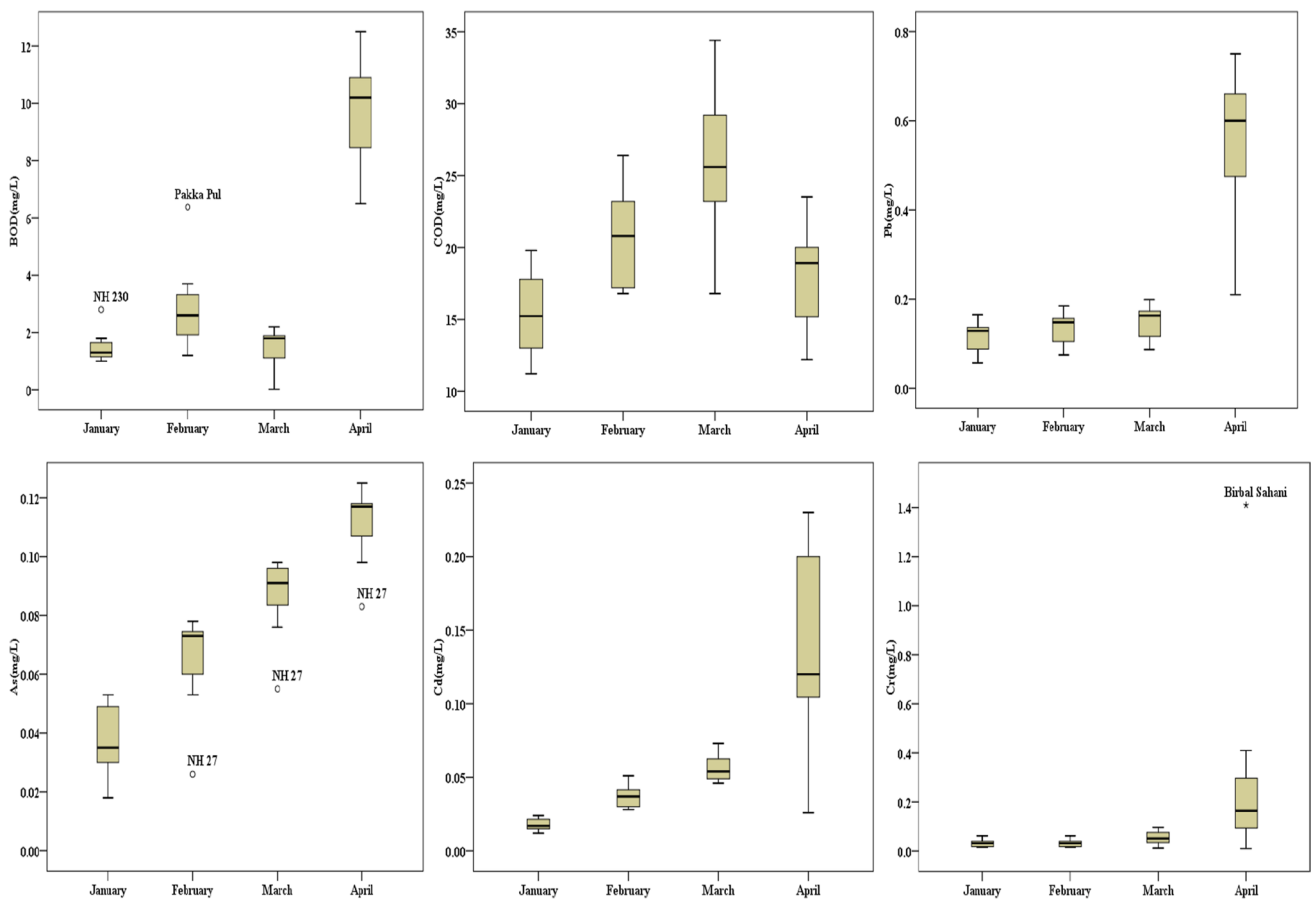 BOD(mg/L)
12
10
8
6
4
2
0
Pakka Pul
NH 230
January
February
March
April
COD(mg/L)
35
30
25
20
15
10
January
February
March
April
Pb(mg/L)
0.8
0.6
0.4
0.2
0.0
January
February
March
April
As(mg/L)
0.12
0.10
0.08
0.06
0.04
0.02
0.00
NH 27
NH 27
NH 27
January
February
March
April
Cd(mg/L)
0.25
0.20
0.15
0.10
0.05
0.00
January
February
March
April
Cr(mg/L)
1.4
1.2
1.0
0.8
0.6
0.4
0.2
0.0
Birbal Sahani
January
February
March
April